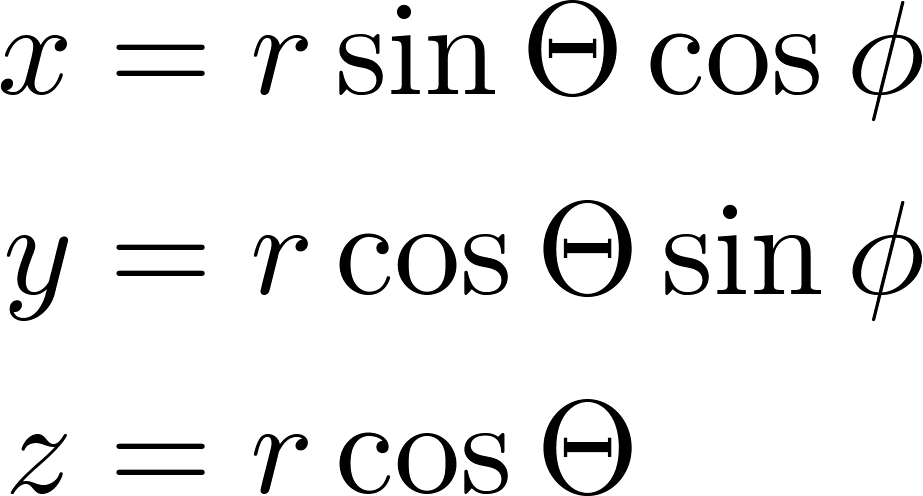 x = r sin Θ cos ϕ
y = r cos Θ sin ϕ
z = r cos Θ